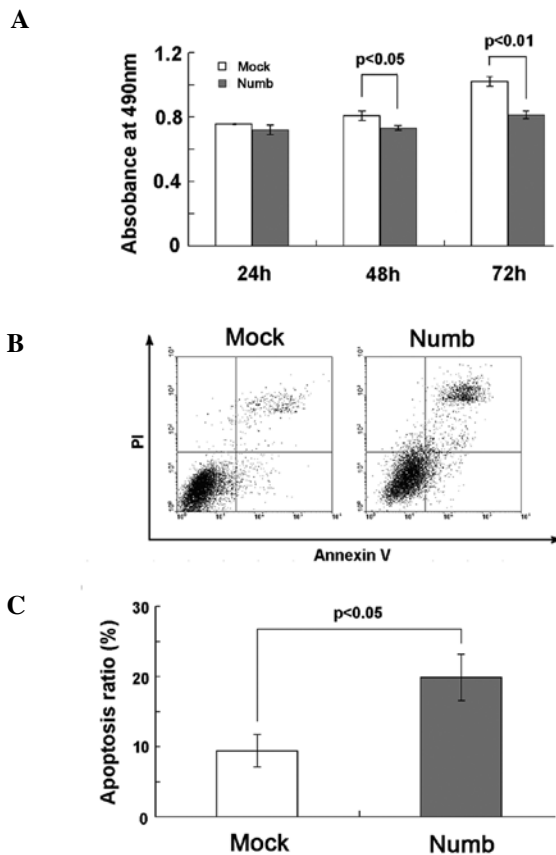 A
Absobance at 490nm
1.2
0.8
0.4
0
Mock
Numb
p<0.05
p<0.01
24h
48h
72h
B
Mock
Numb
PI
Annexin V
C
Apoptosis ratio (%)
30
20
10
0
p<0.05
Mock
Numb